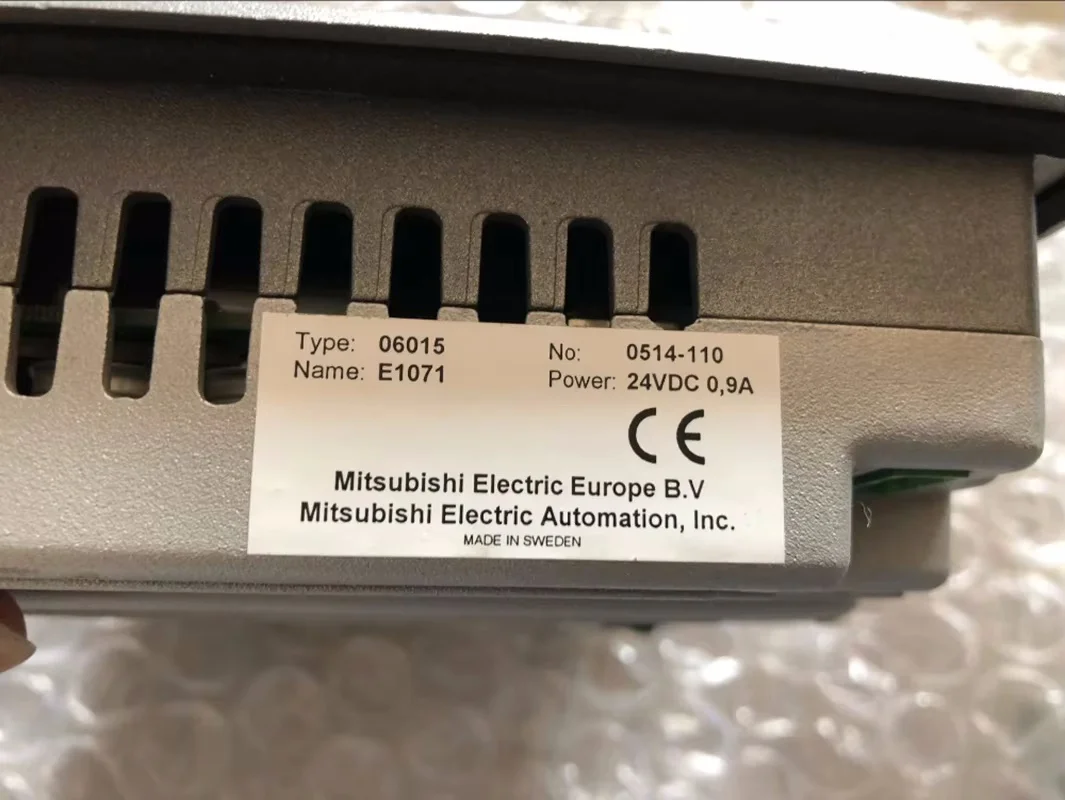 Type: 06015 No: 0514-110
Name: E1071 Power: 24VDC 0,9A
CE
Mitsubishi Electric Europe B.V
Mitsubishi Electric Automation, Inc.
MADE IN SWEDEN